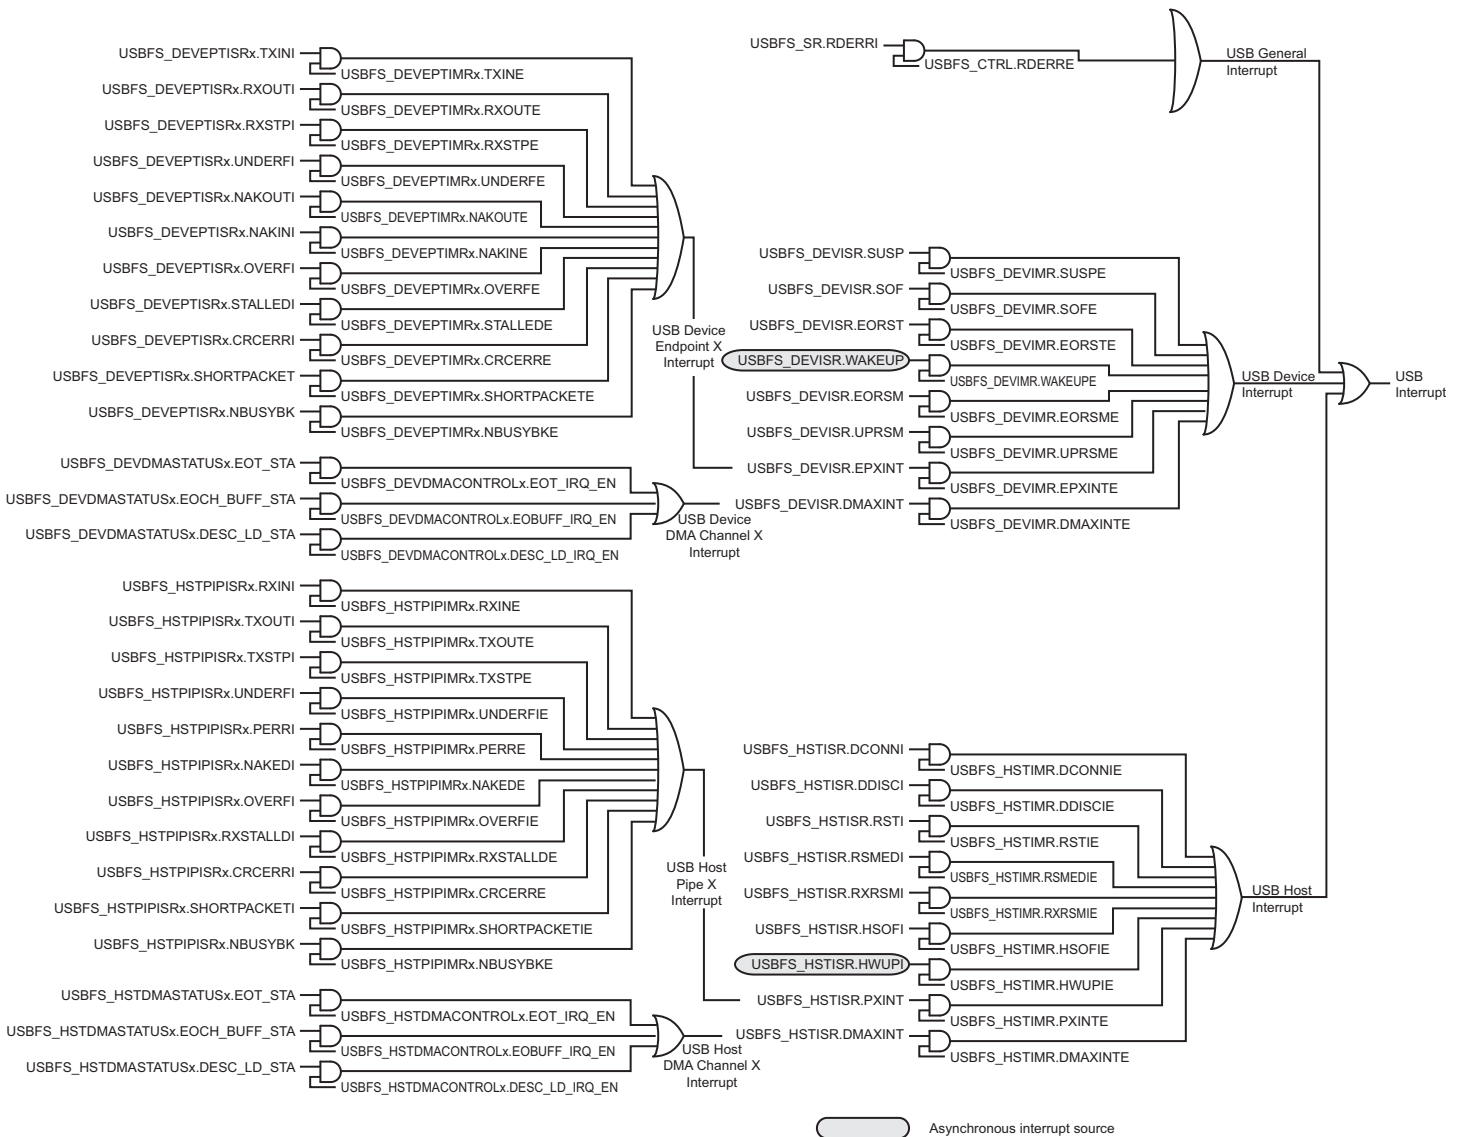 USBFS_DEVEPTISRx.TXINI
USBFS_DEVEPTIMRx.TXINE
USBFS_DEVEPTISRx.RXOUTI
USBFS_DEVEPTIMRx.RXOUTE
USBFS_DEVEPTISRx.RXSTPI
USBFS_DEVEPTIMRx.RXSTPE
USBFS_DEVEPTISRx.UNDERFI
USBFS_DEVEPTIMRx.UNDERFE
USBFS_DEVEPTISRx.NAKOUTI
USBFS_DEVEPTIMRx.NAKOUTE
USBFS_DEVEPTISRx.NAKINI
USBFS_DEVEPTIMRx.NAKINE
USBFS_DEVEPTISRx.OVERFI
USBFS_DEVEPTIMRx.OVERFE
USBFS_DEVEPTISRx.STALLEDI
USBFS_DEVEPTIMRx.STALLEDE
USBFS_DEVEPTISRx.CRCERRI
USBFS_DEVEPTIMRx.CRCERRE
USBFS_DEVEPTISRx.SHORTPACKET
USBFS_DEVEPTIMRx.SHORTPACKETE
USBFS_DEVEPTISRx.NBUSYBK
USBFS_DEVEPTIMRx.NBUSYBKE
USB Device
Endpoint X
Interrupt
USBFS_DEVDMASTATUSx.EOT_STA
USBFS_DEVDMACONTROLx.EOT_IRQ_EN
USBFS_DEVDMASTATUSx.EOCH_BUFF_STA
USBFS_DEVDMACONTROLx.EOBUFF_IRQ_EN
USBFS_DEVDMASTATUSx.DESC_LD_STA
USBFS_DEVDMACONTROLx.DESC_LD_IRQ_EN
USB Device
DMA Channel X
Interrupt
USBFS_HSTPIPISRx.RXINI
USBFS_HSTPIPIMRx.RXINE
USBFS_HSTPIPISRx.TXOUTI
USBFS_HSTPIPIMRx.TXOUTE
USBFS_HSTPIPISRx.TXSTPI
USBFS_HSTPIPIMRx.TXSTPE
USBFS_HSTPIPISRx.UNDERFI
USBFS_HSTPIPIMRx.UNDERFIE
USBFS_HSTPIPISRx.PERRI
USBFS_HSTPIPIMRx.PERRE
USBFS_HSTPIPISRx.NAKEDI
USBFS_HSTPIPIMRx.NAKEDE
USBFS_HSTPIPISRx.OVERFI
USBFS_HSTPIPIMRx.OVERFIE
USBFS_HSTPIPISRx.RXSTALLDI
USBFS_HSTPIPIMRx.RXSTALLDE
USBFS_HSTPIPISRx.CRCERRI
USBFS_HSTPIPIMRx.CRCERRE
USBFS_HSTPIPISRx.SHORTPACKETI
USBFS_HSTPIPIMRx.SHORTPACKETIE
USBFS_HSTPIPISRx.NBUSYBK
USBFS_HSTPIPIMRx.NBUSYBKE
USB Host
Pipe X
Interrupt
USBFS_HSTDMASTATUSx.EOT_STA
USBFS_HSTDMACONTROLx.EOT_IRQ_EN
USBFS_HSTDMASTATUSx.EOCH_BUFF_STA
USBFS_HSTDMACONTROLx.EOBUFF_IRQ_EN
USBFS_HSTDMASTATUSx.DESC_LD_STA
USBFS_HSTDMACONTROLx.DESC_LD_IRQ_EN
USB Host
DMA Channel X
Interrupt
USBFS_SR.RDERRI
USBFS_CTRL.RDERRE
USB General
Interrupt
USBFS_DEVISR.SUSP
USBFS_DEVIMR.SUSPE
USBFS_DEVISR.SOF
USBFS_DEVIMR.SOFE
USBFS_DEVISR.EORST
USBFS_DEVIMR.EORSTE
USBFS_DEVISR.WAKEUP
USBFS_DEVIMR.WAKEUPE
USBFS_DEVISR.EORSM
USBFS_DEVIMR.EORSME
USBFS_DEVISR.UPRSM
USBFS_DEVIMR.UPRSME
USBFS_DEVISR.EPXINT
USBFS_DEVIMR.EPXINTE
USBFS_DEVISR.DMAXINT
USBFS_DEVIMR.DMAXINTE
USB Device
Interrupt
USB
Interrupt
USBFS_HSTISR.DCONNI
USBFS_HSTIMR.DCONNIE
USBFS_HSTISR.DDISCI
USBFS_HSTIMR.DDISCIE
USBFS_HSTISR.RSTI
USBFS_HSTIMR.RSTIE
USBFS_HSTISR.RSMEDI
USBFS_HSTIMR.RSMEDIE
USBFS_HSTISR.RXRSMI
USBFS_HSTIMR.RXRSMIE
USBFS_HSTISR.HSOFI
USBFS_HSTIMR.HSOFIE
USBFS_HSTISR.HWUPI
USBFS_HSTIMR.HWUPIE
USBFS_HSTISR.PXINT
USBFS_HSTIMR.PXINTE
USBFS_HSTISR.DMAXINT
USBFS_HSTIMR.DMAXINTE
USB Host
Interrupt
Asynchronous interrupt source